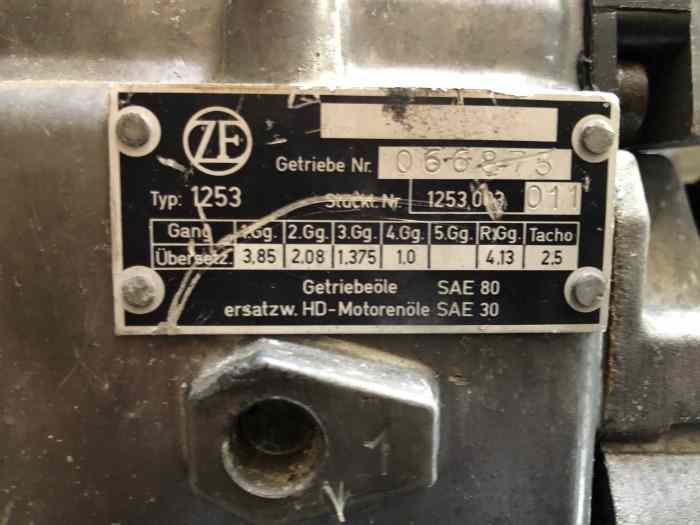 ZF
Getriebe Nr. 066875
Typ: 1253 Stückl. Nr. 1253,003 011
Gang 1.Gg. 2.Gg. 3.Gg. 4.Gg. 5.Gg. R.Gg. Tacho
Übersetz. 3,85 2.08 1,375 1.0 4.13 2.5
Getriebeöle SAE 80
ersatzw. HD-Motorenöle SAE 30